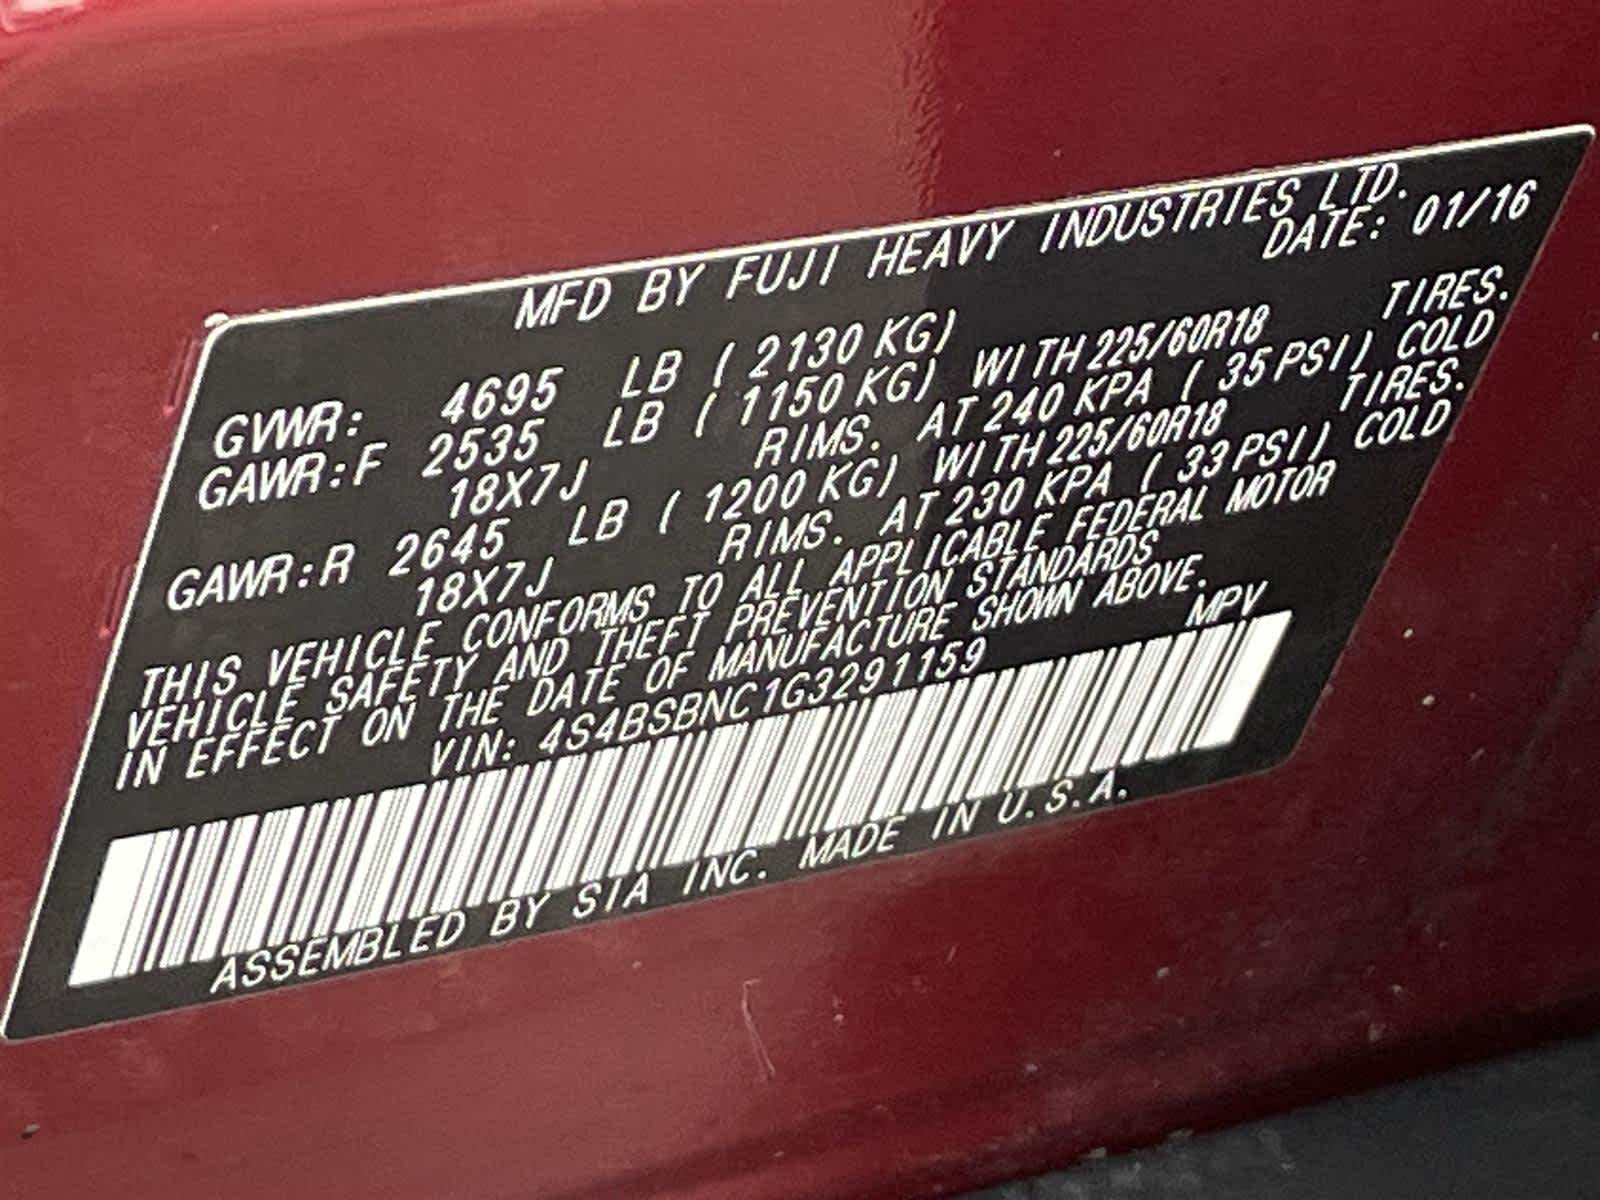 MFD BY FUJI HEAVY INDUSTRIES LTD.
DATE: 01/16
GVWR: 4695 LB ( 2130 KG)
GAWR:F 2535 LB ( 1150 KG) WITH 225/60R18 TIRES.
18X7J RIMS. AT 240 KPA ( 35 PSI) COLD
GAWR:R 2645 LB ( 1200 KG) WITH 225/60R18 TIRES.
18X7J RIMS. AT 230 KPA ( 33 PSI) COLD
THIS VEHICLE CONFORMS TO ALL APPLICABLE FEDERAL MOTOR
VEHICLE SAFETY AND THEFT PREVENTION STANDARDS
IN EFFECT ON THE DATE OF MANUFACTURE SHOWN ABOVE.
VIN: 4S4BSBNC1G3291159 MPV
ASSEMBLED BY SIA INC. MADE IN U.S.A.